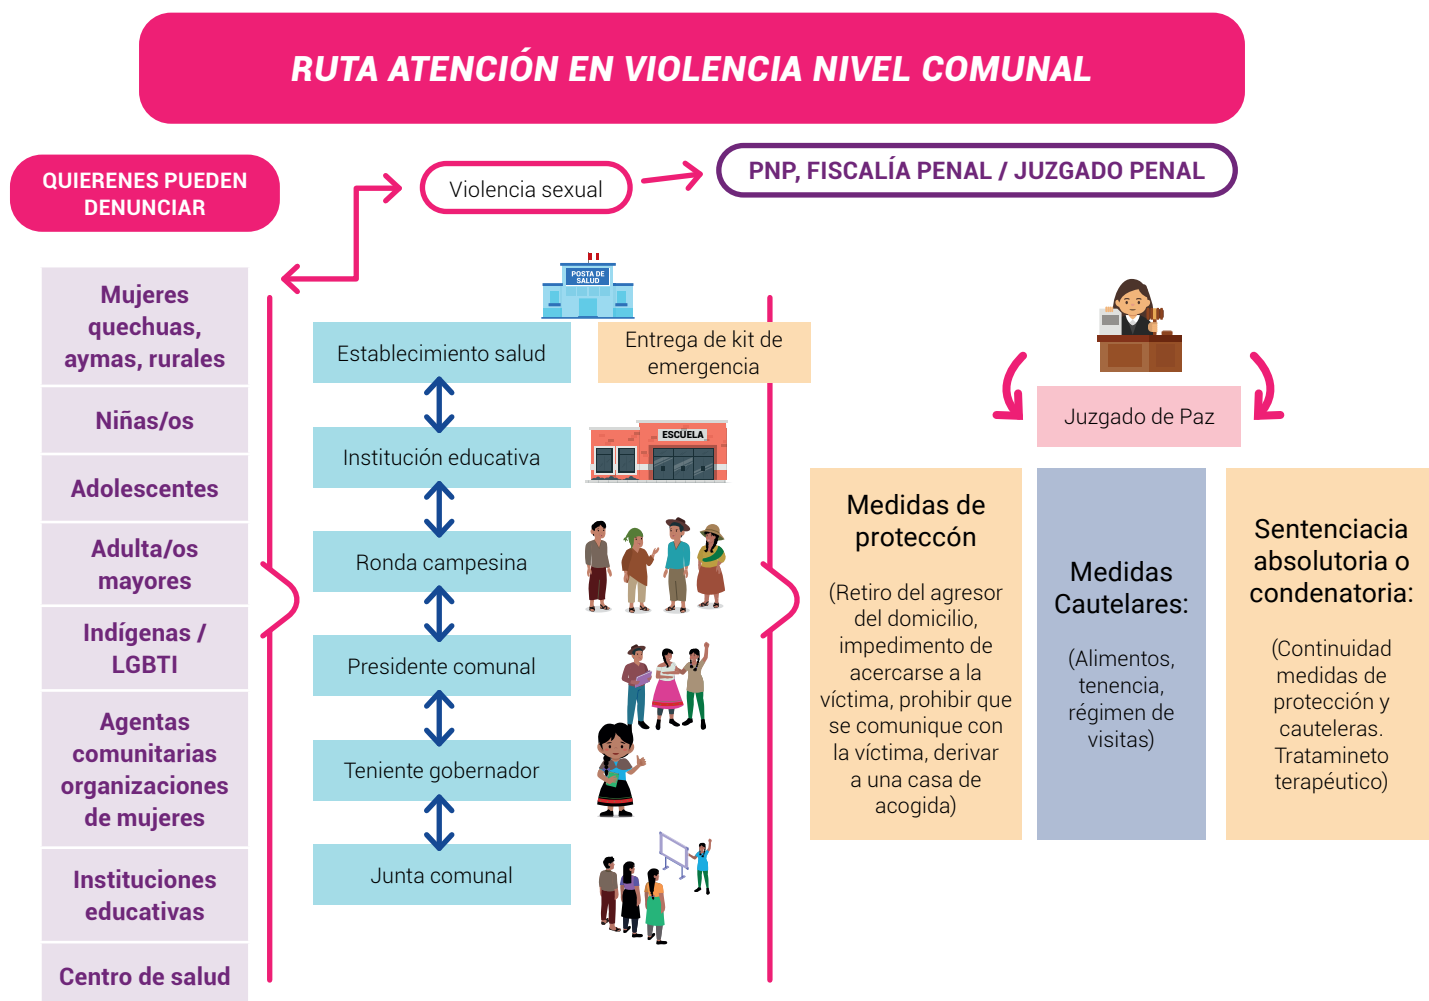 RUTA ATENCIÓN EN VIOLENCIA NIVEL COMUNAL
QUIERENES PUEDEN
DENUNCIAR
Violencia sexual
PNP, FISCALÍA PENAL / JUZGADO PENAL
Mujeres
quechuas,
aymas, rurales
Niñas/os
Adolescentes
Adulta/os
mayores
Indígenas /
LGBTI
Agentas
comunitarias
organizaciones
de mujeres
Instituciones
educativas
Centro de salud
POSTA DE
SALUD
Establecimiento salud
Entrega de kit de
emergencia
Institución educativa
ESCUELA
Ronda campesina
Presidente comunal
Teniente gobernador
Junta comunal
Juzgado de Paz
Medidas de
proteccón
(Retiro del agresor
del domicilio,
impedimento de
acercarse a la
víctima, prohibir que
se comunique con
la víctima, derivar
a una casa de
acogida)
Medidas
Cautelares:
(Alimentos,
tenencia,
régimen de
visitas)
Sentenciacia
absolutoria o
condenatoria:
(Continuidad
medidas de
protección y
cauteleras.
Tratamineto
terapéutico)